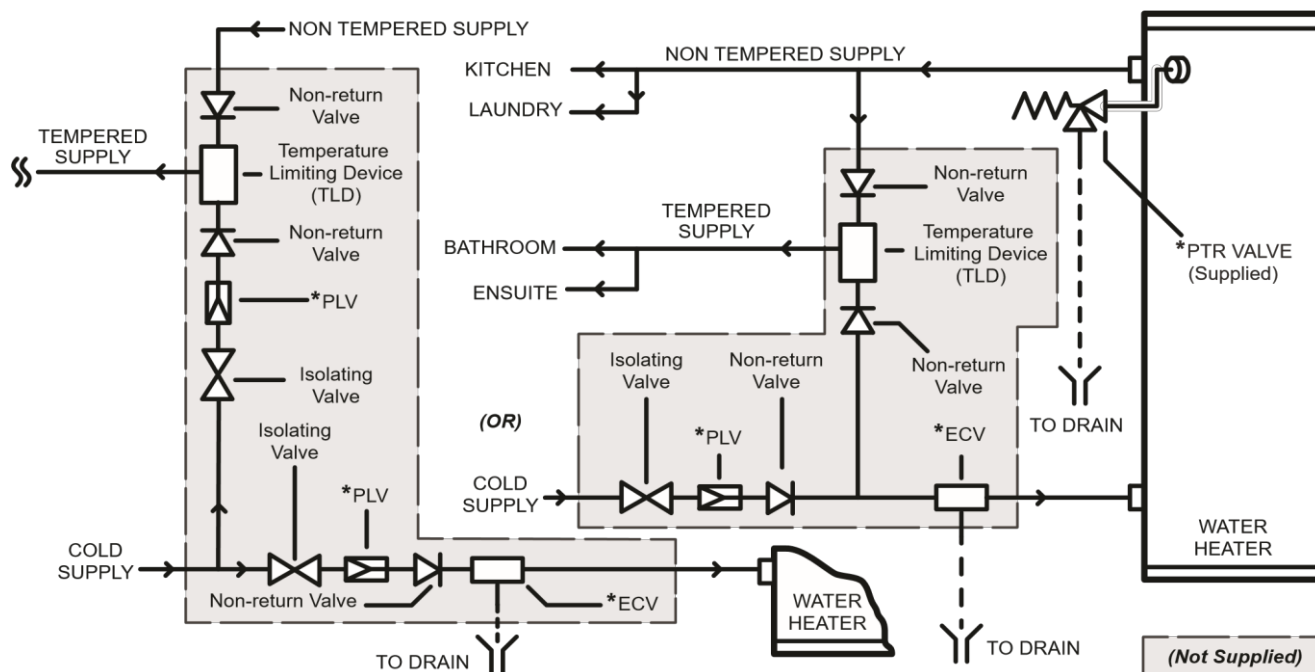 NON TEMPERED SUPPLY
Non-return
Valve
TEMPERED
SUPPLY
Temperature
Limiting Device
(TLD)
Non-return
Valve
*PLV
Isolating
Valve
Isolating
Valve
*PLV
COLD
SUPPLY
Non-return Valve
*ECV
TO DRAIN
WATER
HEATER
(OR)
NON TEMPERED SUPPLY
KITCHEN
LAUNDRY
Non-return
Valve
TEMPERED
SUPPLY
BATHROOM
ENSUITE
Temperature
Limiting Device
(TLD)
*PTR VALVE
(Supplied)
Isolating
Valve
Non-return
Valve
Non-return
Valve
*PLV
*ECV
TO DRAIN
COLD
SUPPLY
WATER
HEATER
TO DRAIN
(Not Supplied)